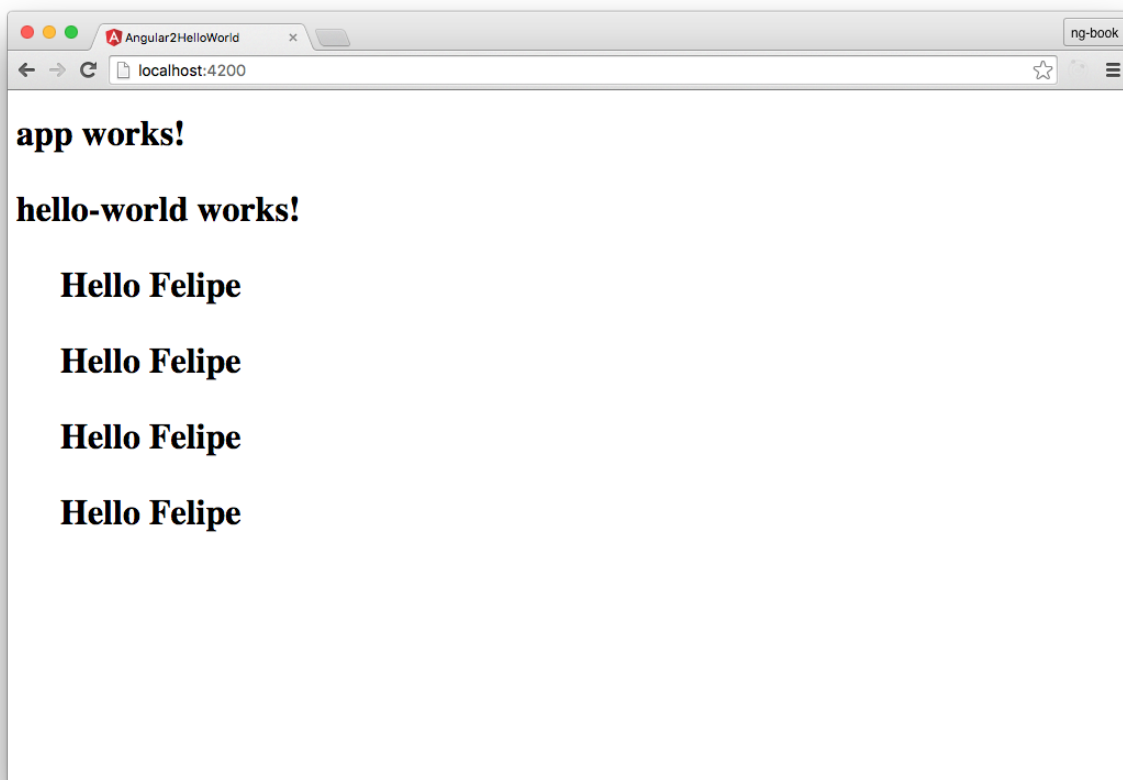 Angular2HelloWorld
ng-book
localhost:4200
app works!
hello-world works!
Hello Felipe
Hello Felipe
Hello Felipe
Hello Felipe